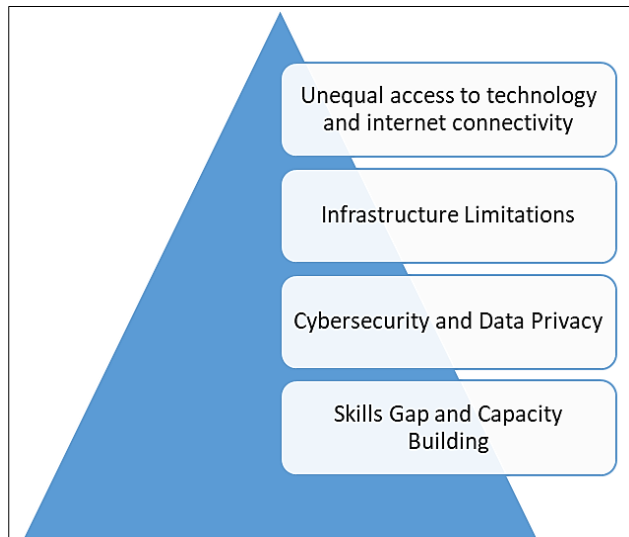 Unequal access to technology
and internet connectivity
Infrastructure Limitations
Cybersecurity and Data Privacy
Skills Gap and Capacity
Building